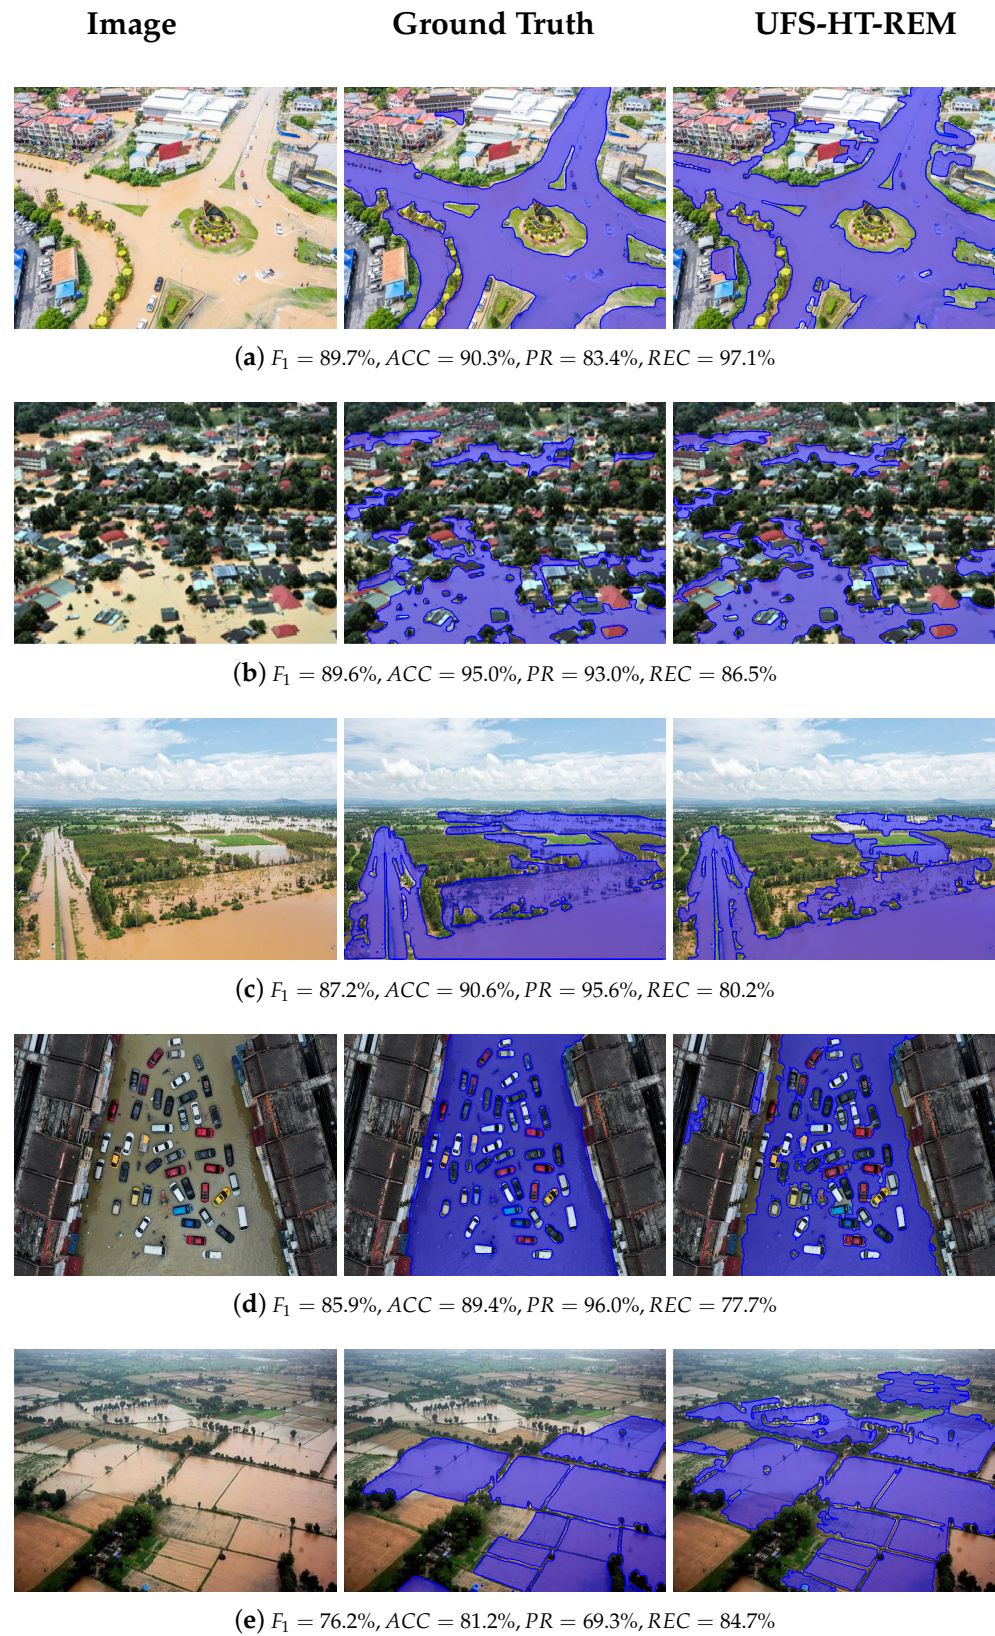 Image Ground Truth UFS-HT-REM
(a) F₁ = 89.7%, ACC = 90.3%, PR = 83.4%, REC = 97.1%
(b) F₁ = 89.6%, ACC = 95.0%, PR = 93.0%, REC = 86.5%
(c) F₁ = 87.2%, ACC = 90.6%, PR = 95.6%, REC = 80.2%
(d) F₁ = 85.9%, ACC = 89.4%, PR = 96.0%, REC = 77.7%
(e) F₁ = 76.2%, ACC = 81.2%, PR = 69.3%, REC = 84.7%